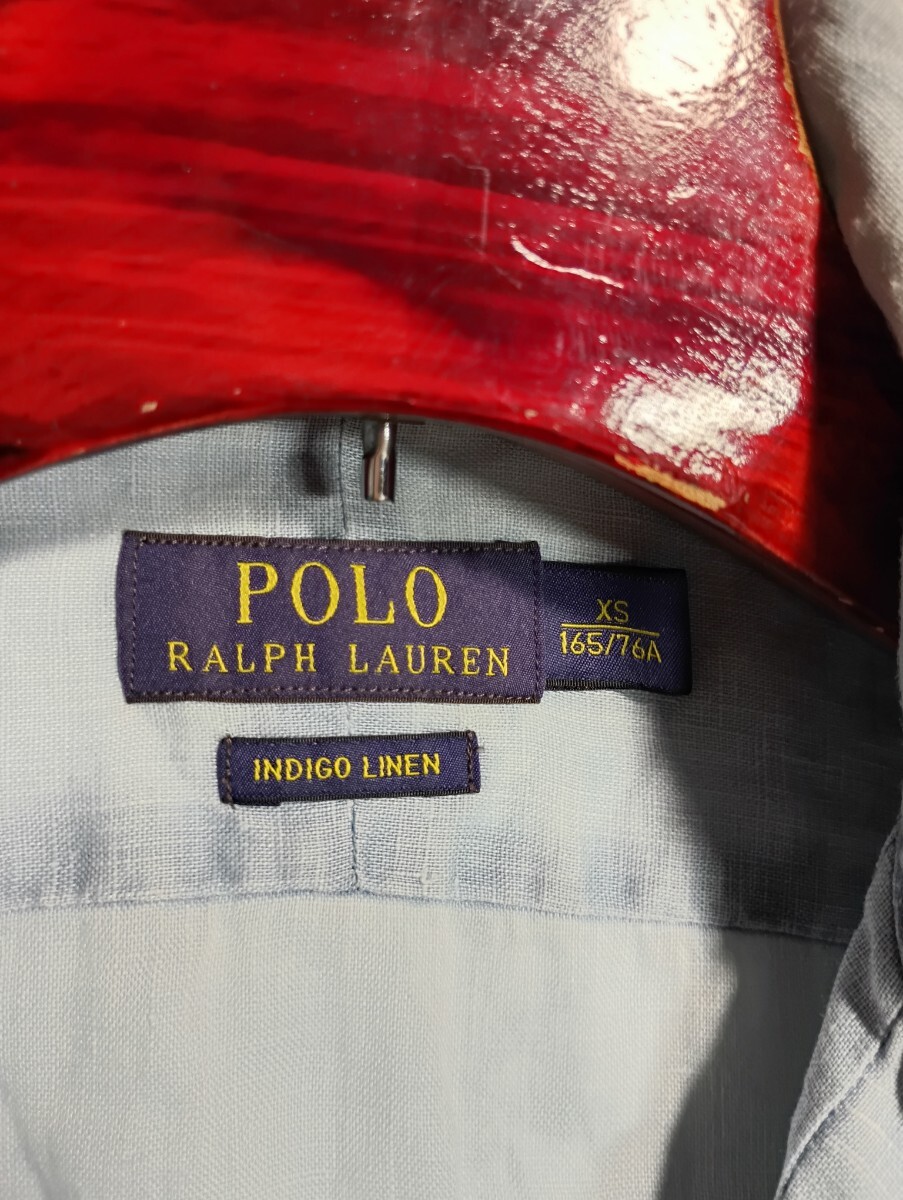 POLO
RALPH LAUREN
XS
165/76A
INDIGO LINEN